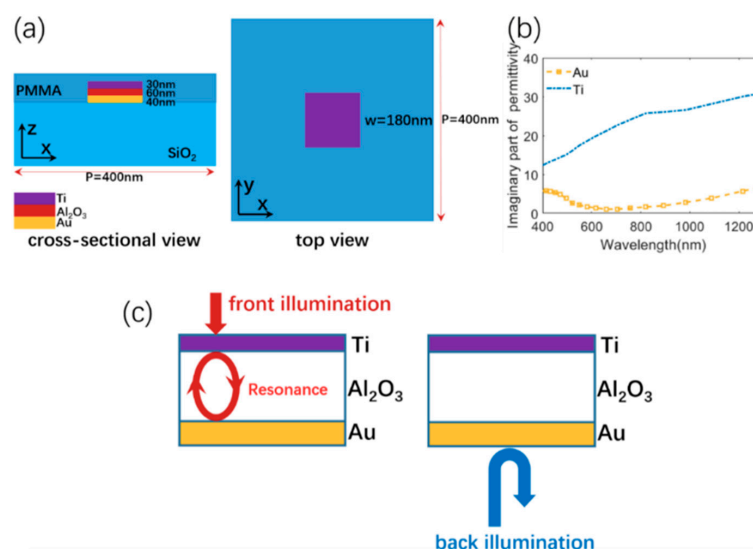 (a)
PMMA
30nm
60nm
40nm
z
x
SiO₂
P=400nm
Ti
Al₂O₃
Au
cross-sectional view
w=180nm
P=400nm
y
x
top view
(b)
Imaginary part of permittivity
40
30
20
10
0
Au
Ti
400 600 800 1000 1200
Wavelength(nm)
(c)
front illumination
Ti
Resonance
Al₂O₃
Au
Ti
Al₂O₃
Au
back illumination